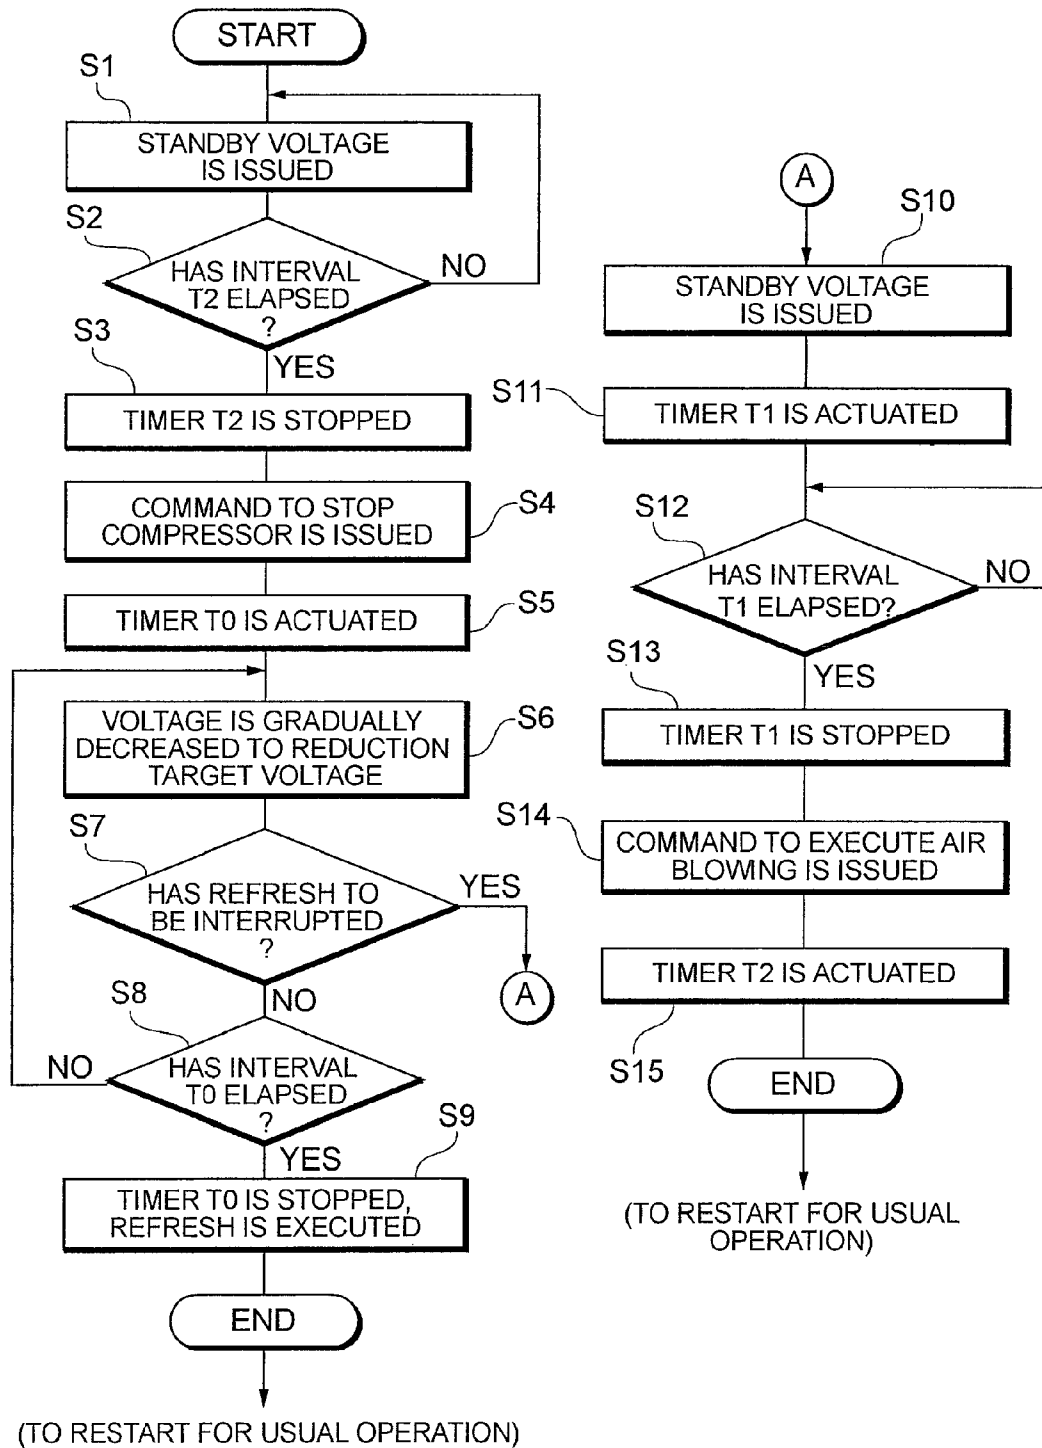 START
S1
STANDBY VOLTAGE
IS ISSUED
S2
HAS INTERVAL
T2 ELAPSED
?
NO
YES
S3
TIMER T2 IS STOPPED
COMMAND TO STOP
COMPRESSOR IS ISSUED
S4
TIMER T0 IS ACTUATED
S5
VOLTAGE IS GRADUALLY
DECREASED TO REDUCTION
TARGET VOLTAGE
S6
S7
HAS REFRESH TO
BE INTERRUPTED
?
YES
A
NO
S8
HAS INTERVAL
T0 ELAPSED
?
NO
YES
S9
TIMER T0 IS STOPPED,
REFRESH IS EXECUTED
END
(TO RESTART FOR USUAL OPERATION)
A
S10
STANDBY VOLTAGE
IS ISSUED
S11
TIMER T1 IS ACTUATED
S12
HAS INTERVAL
T1 ELAPSED?
NO
YES
S13
TIMER T1 IS STOPPED
S14
COMMAND TO EXECUTE AIR
BLOWING IS ISSUED
TIMER T2 IS ACTUATED
S15
END
(TO RESTART FOR USUAL
OPERATION)